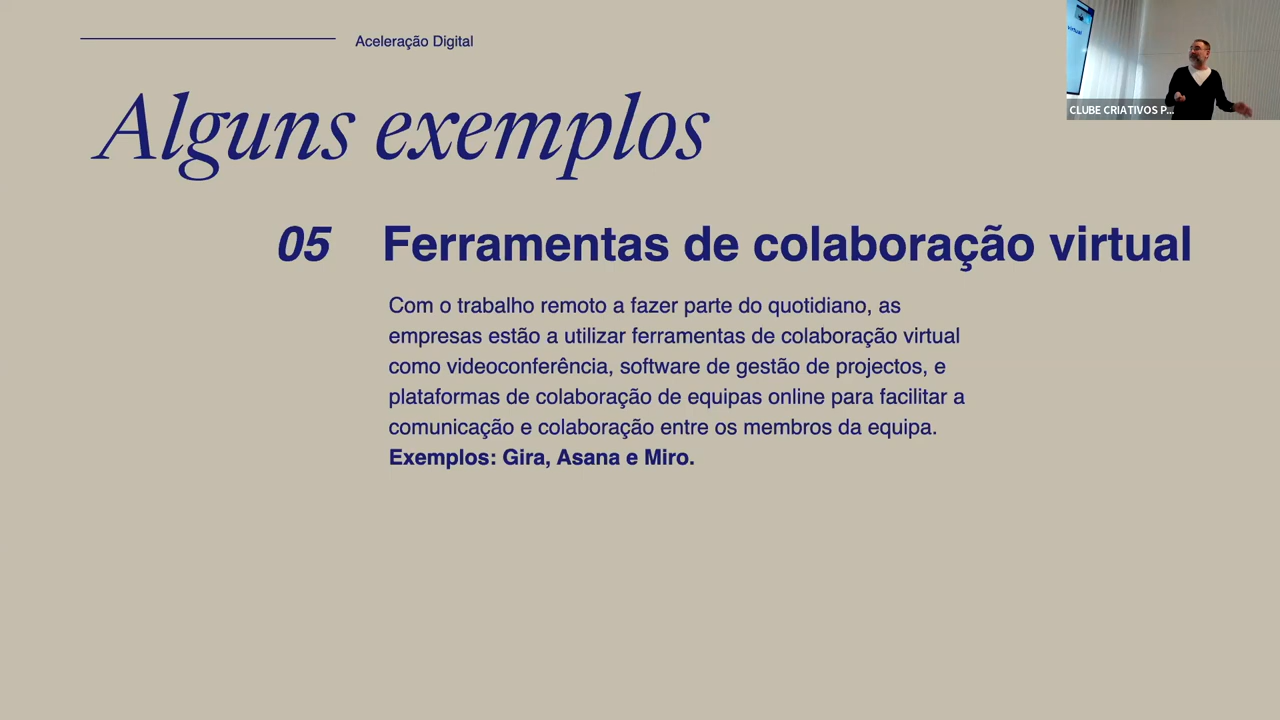 Aceleração Digital
CLUBE CRIATIVOS P...
Alguns exemplos
05 Ferramentas de colaboração virtual
Com o trabalho remoto a fazer parte do quotidiano, as
empresas estão a utilizar ferramentas de colaboração virtual
como videoconferência, software de gestão de projectos, e
plataformas de colaboração de equipas online para facilitar a
comunicação e colaboração entre os membros da equipa.
Exemplos: Gira, Asana e Miro.